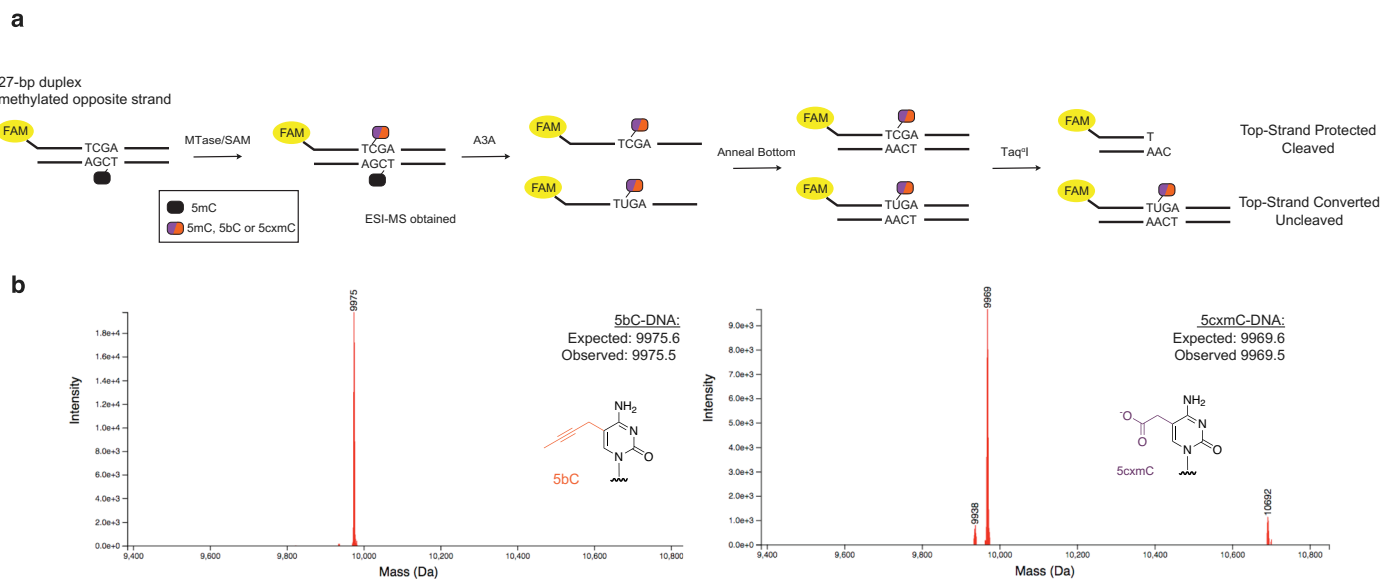 a
27-bp duplex
methylated opposite strand
FAM
TCGA
AGCT
MTase/SAM
FAM
TCGA
AGCT
ESI-MS obtained
A3A
FAM
TCGA
FAM
TUGA
Anneal Bottom
FAM
TCGA
AACT
FAM
TUGA
AACT
TaqαI
FAM
T
AAC
Top-Strand Protected
Cleaved
FAM
TUGA
AACT
Top-Strand Converted
Uncleaved
5mC
5mC, 5bC or 5cxmC
b
Intensity
1.8e+4
1.6e+4
1.4e+4
1.2e+4
1.0e+4
8.0e+3
6.0e+3
4.0e+3
2.0e+3
0.0e+0
9975
9,400
9,600
9,800
10,000
10,200
10,400
10,600
10,800
Mass (Da)
5bC-DNA:
Expected: 9975.6
Observed: 9975.5
NH2
N
N
O
5bC
Intensity
9.0e+3
8.0e+3
7.0e+3
6.0e+3
5.0e+3
4.0e+3
3.0e+3
2.0e+3
1.0e+3
0.0e+0
9938
9969
10692
9,400
9,600
9,800
10,000
10,200
10,400
10,600
10,800
Mass (Da)
5cxmC-DNA:
Expected: 9969.6
Observed 9969.5
-O
O
NH2
N
N
O
5cxmC